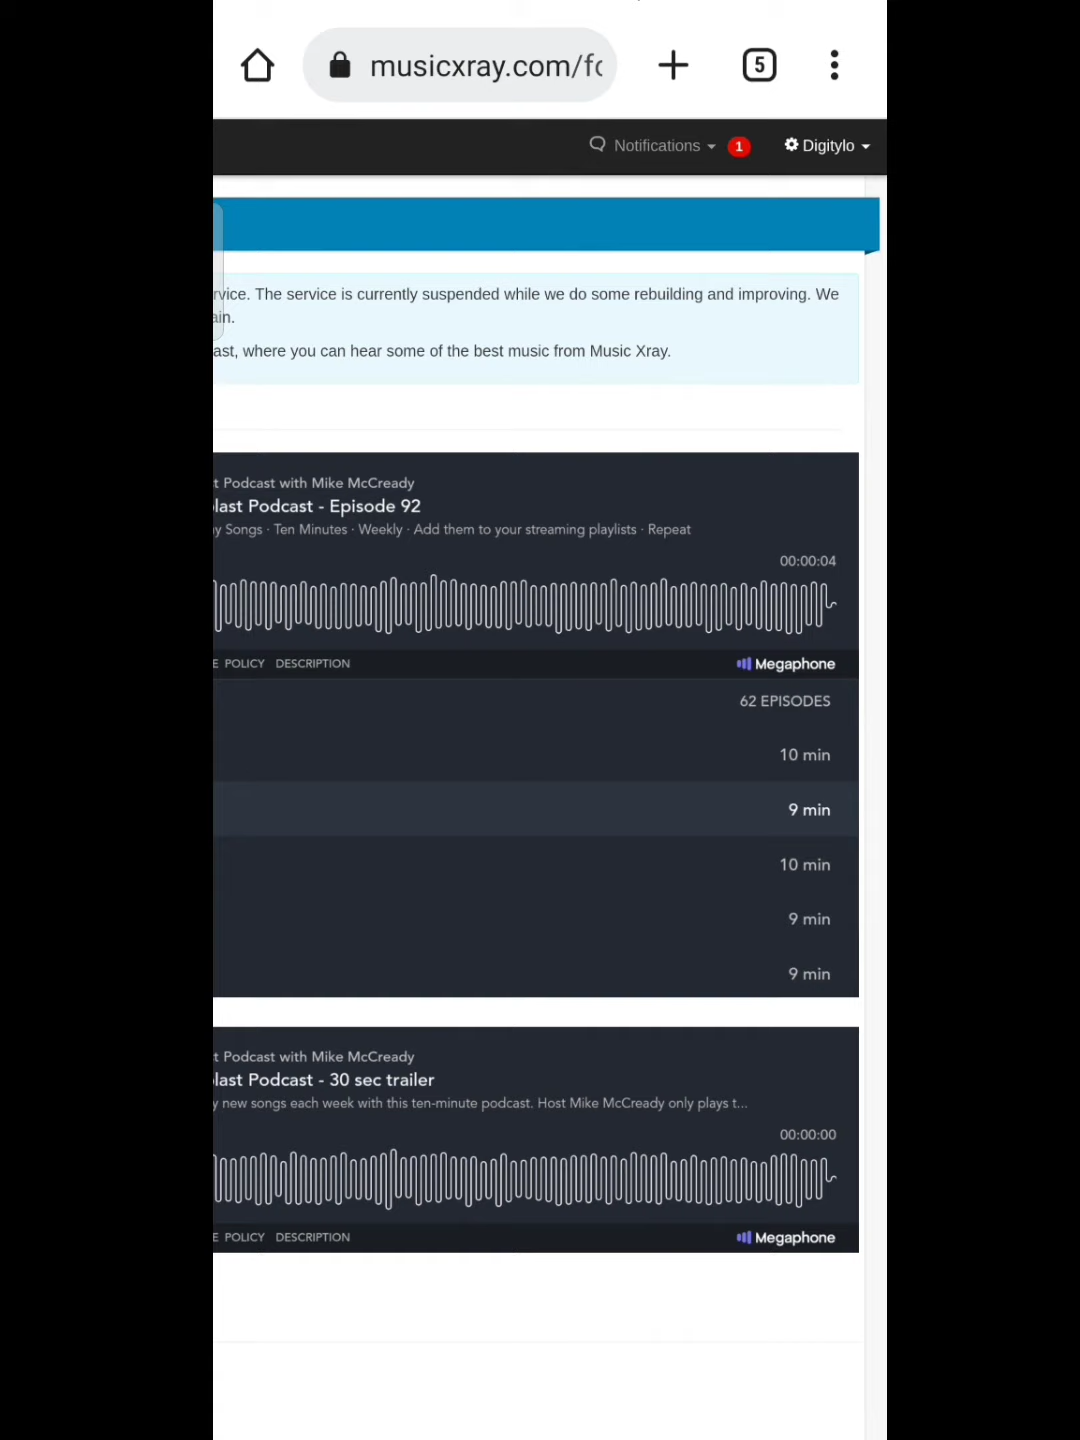 musicxray.com/fo
5
Notifications
1
Digitylo
rvice. The service is currently suspended while we do some rebuilding and improving. We
ain.
ast, where you can hear some of the best music from Music Xray.
t Podcast with Mike McCready
last Podcast - Episode 92
y Songs · Ten Minutes · Weekly · Add them to your streaming playlists · Repeat
00:00:04
E POLICY DESCRIPTION
Megaphone
62 EPISODES
10 min
9 min
10 min
9 min
9 min
t Podcast with Mike McCready
last Podcast - 30 sec trailer
y new songs each week with this ten-minute podcast. Host Mike McCready only plays t...
00:00:00
E POLICY DESCRIPTION
Megaphone